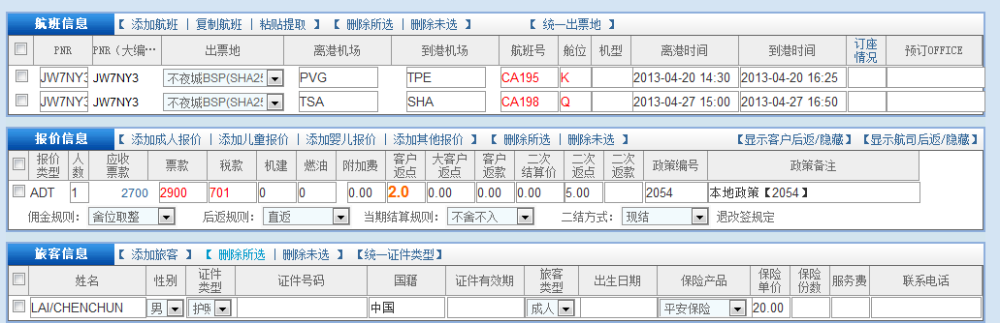 航班信息 【 添加航班 | 复制航班 | 粘贴提取 】 【 删除所选 | 删除未选 】 【 统一出票地 】
PNR PNR（大编… 出票地 离港机场 到港机场 航班号 舱位 机型 离港时间 到港时间 订座情况 预订OFFICE
JW7NY3 JW7NY3 不夜城BSP(SHA25 PVG TPE CA195 K 2013-04-20 14:30 2013-04-20 16:25
JW7NY3 JW7NY3 不夜城BSP(SHA25 TSA SHA CA198 Q 2013-04-27 15:00 2013-04-27 16:50
报价信息 【 添加成人报价 | 添加儿童报价 | 添加婴儿报价 | 添加其他报价 】 【 删除所选 | 删除未选 】 【显示客户后返/隐藏】 【显示航司后返/隐藏】
报价类型 人数 应收票款 票款 税款 机建 燃油 附加费 客户返点 大客户返点 客户返款 二次结算价 二次返点 二次返款 政策编号 政策备注
ADT 1 2700 2900 701 0 0 0.00 2.0 0.00 0.00 0.00 5.00 2054 本地政策【2054】
佣金规则： 舍位取整 后返规则： 直返 当期结算规则： 不舍不入 二结方式： 现结 退改签规定
旅客信息 【 添加旅客 】 【 删除所选 | 删除未选 】 【统一证件类型】
姓名 性别 证件类型 证件号码 国籍 证件有效期 旅客类型 出生日期 保险产品 保险单价 保险份数 服务费 联系电话
LAI/CHENCHUN 男 护照 中国 成人 平安保险 20.00